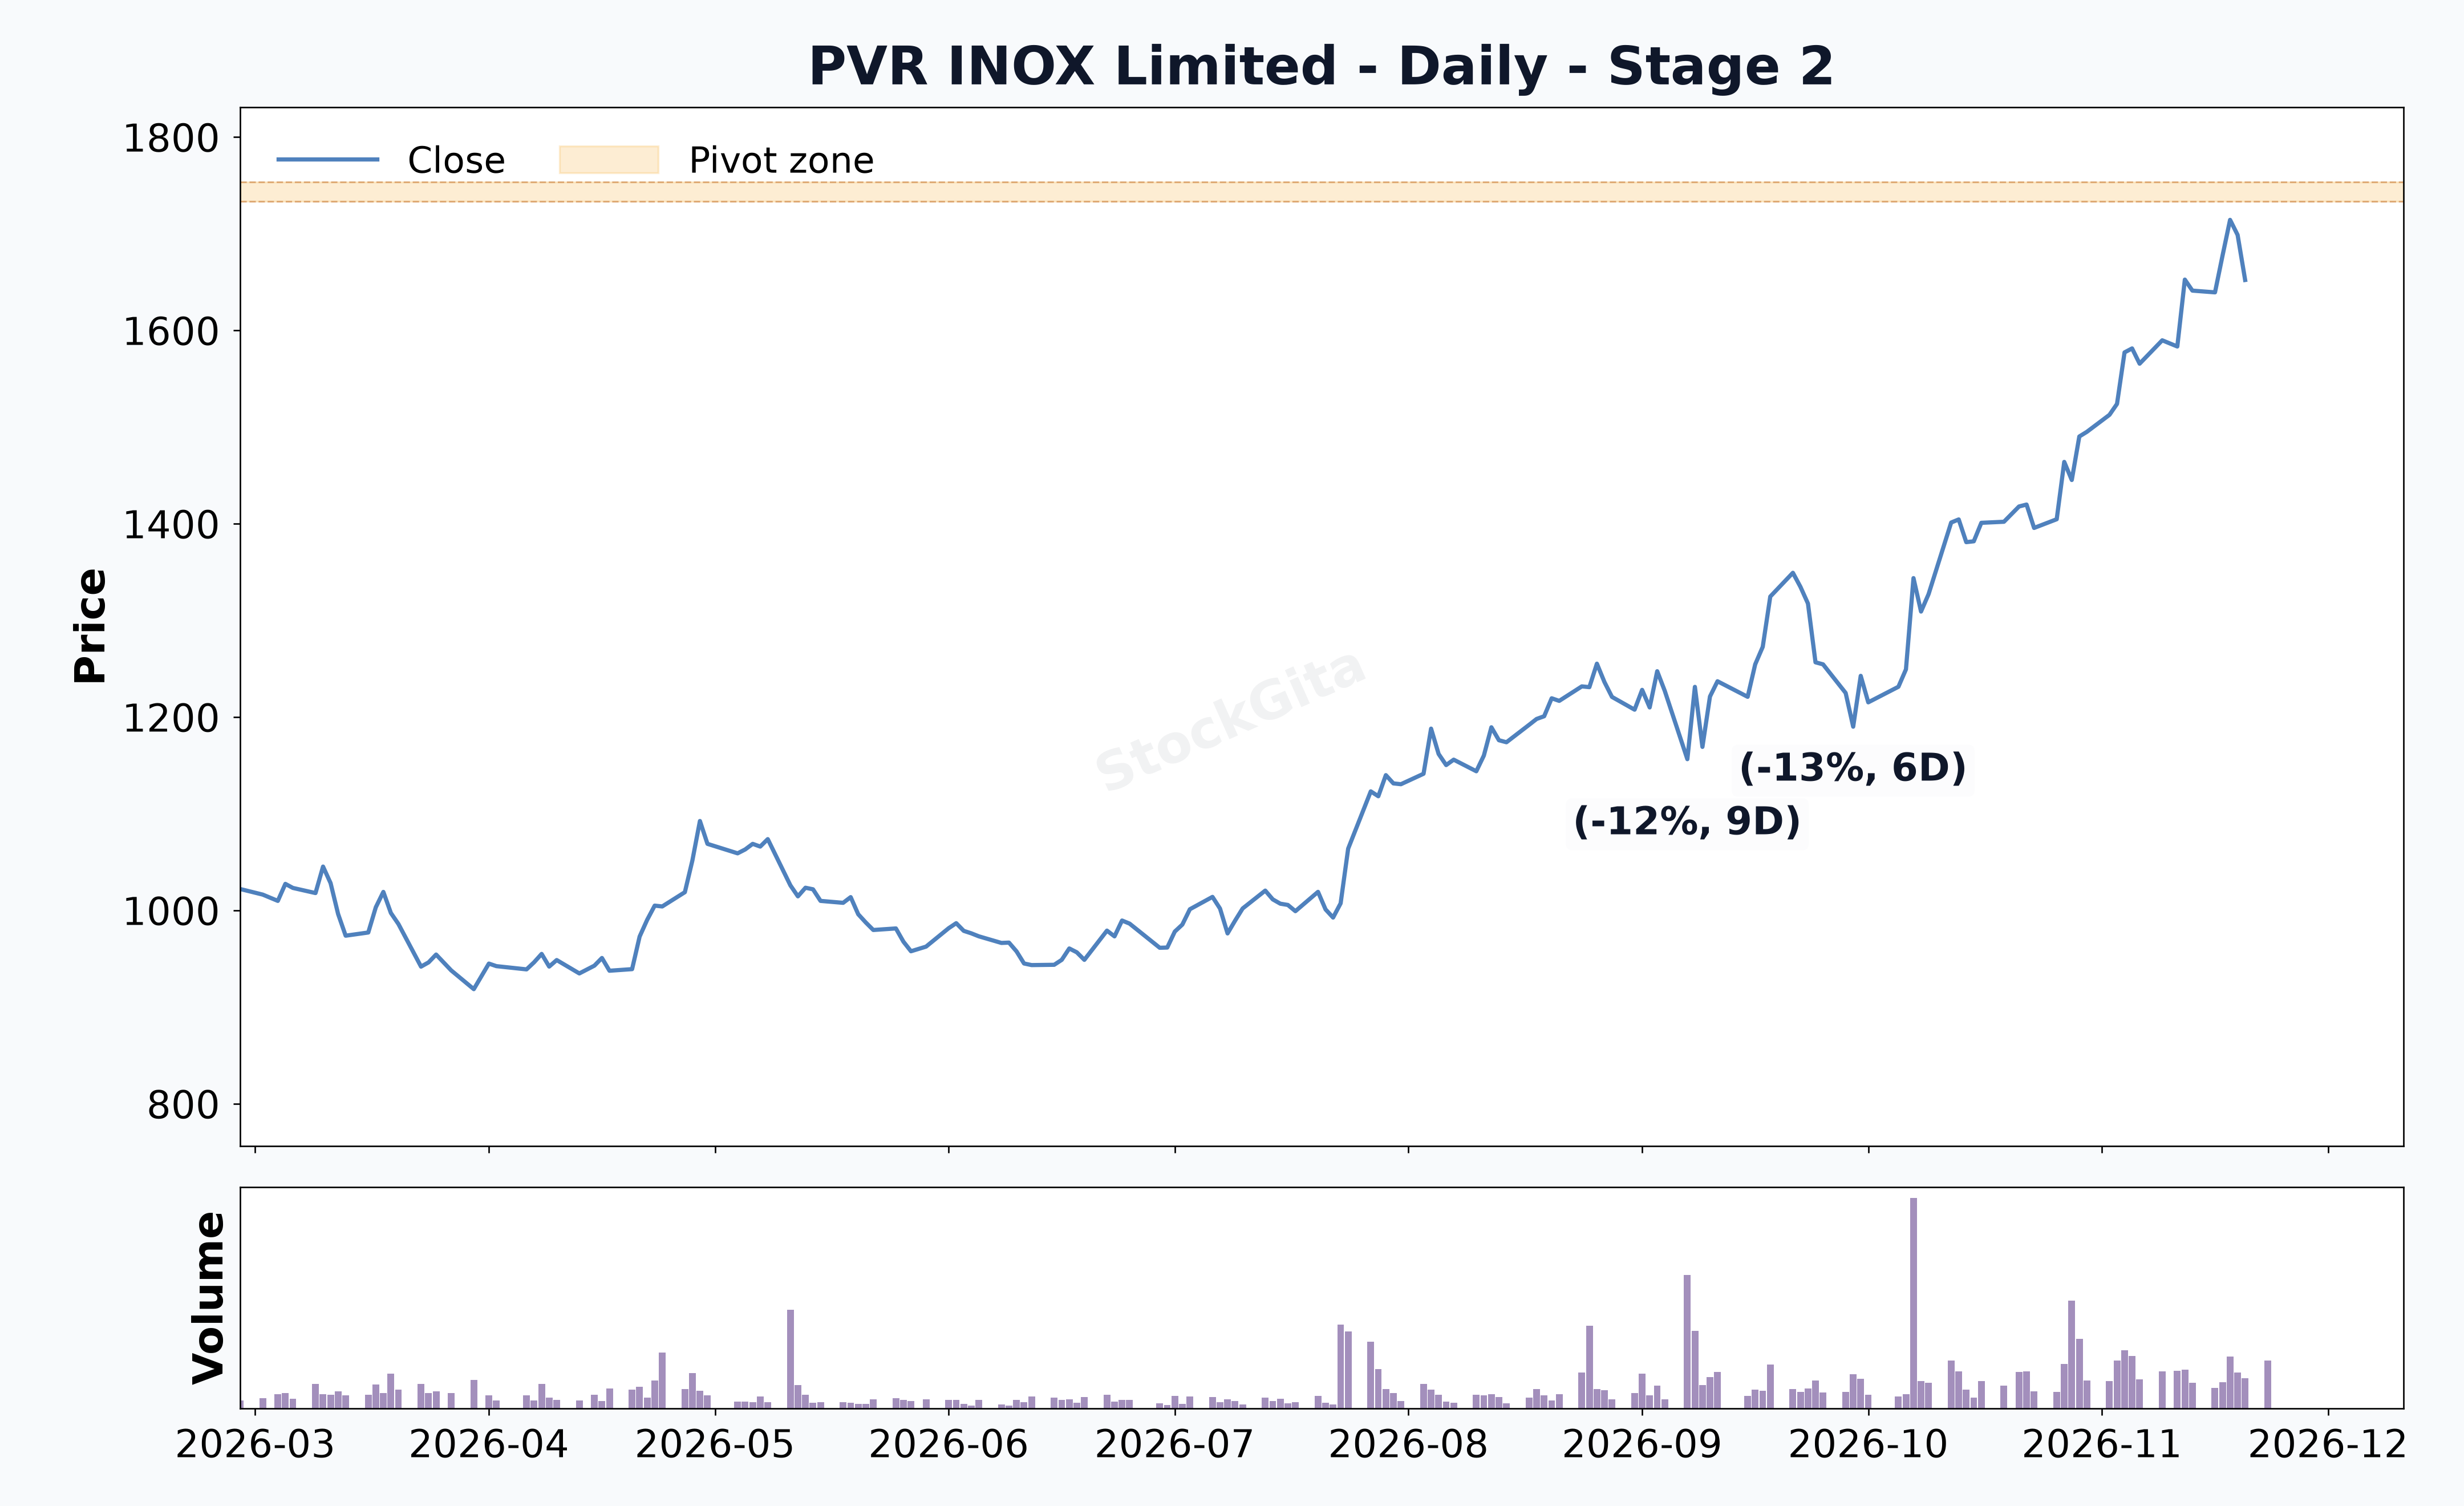 PVR INOX Limited - Daily - Stage 2
Close
Pivot zone
Price
1800
1600
1400
1200
1000
800
StockGita
(-13%, 6D)
(-12%, 9D)
Volume
2026-03
2026-04
2026-05
2026-06
2026-07
2026-08
2026-09
2026-10
2026-11
2026-12